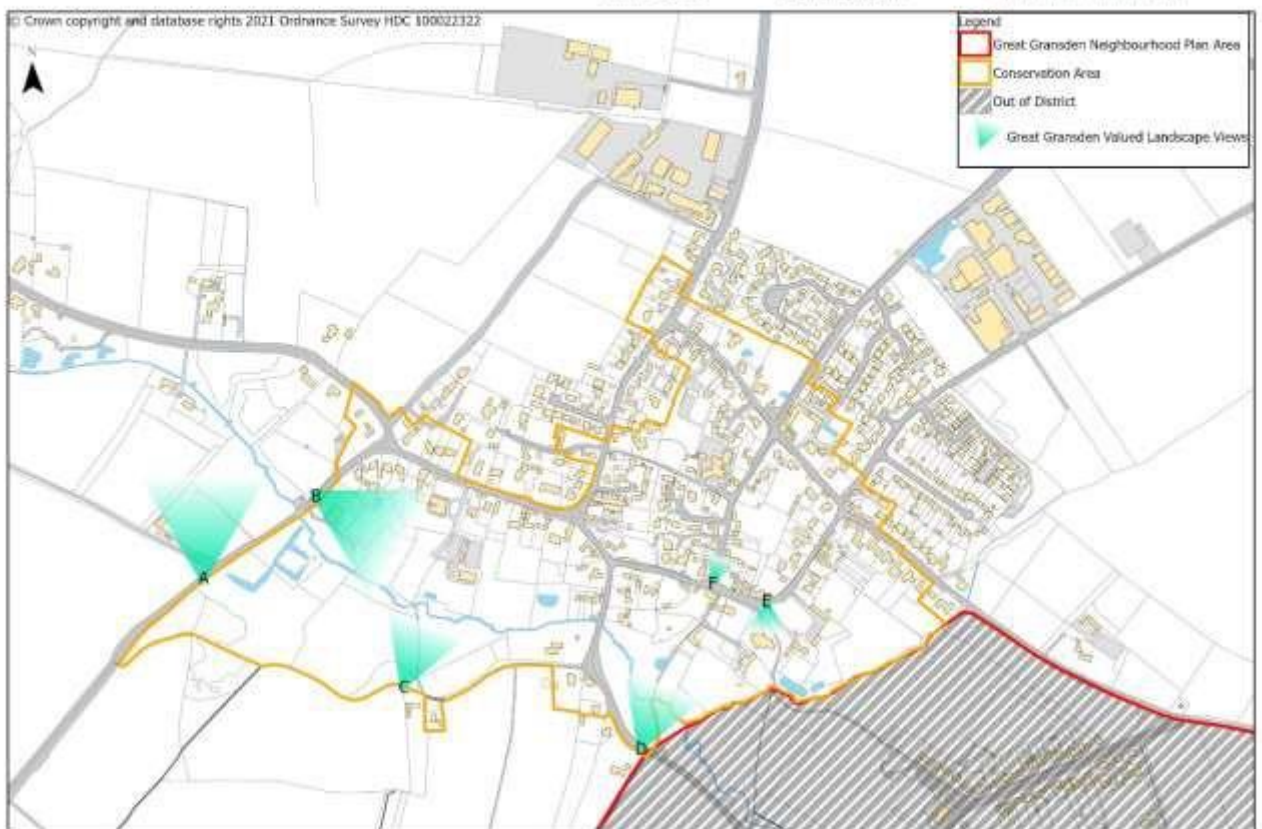 © Crown copyright and database rights 2021 Ordnance Survey HDC 100022322
N
Legend
Great Gransden Neighbourhood Plan Area
Conservation Area
Out of District
Great Gransden Valued Landscape Views
B
A
F
E
C
D